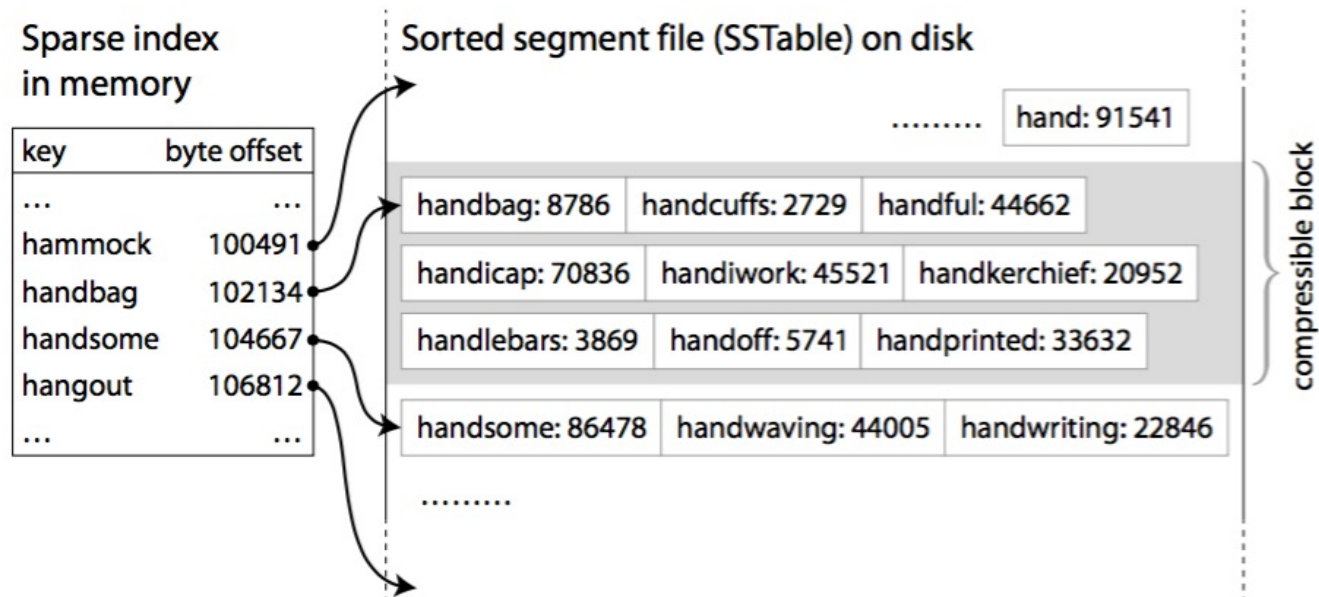 Sparse index
in memory
key byte offset
... ...
hammock 100491
handbag 102134
handsome 104667
hangout 106812
... ...
Sorted segment file (SSTable) on disk
......... hand: 91541
handbag: 8786 handcuffs: 2729 handful: 44662
handicap: 70836 handiwork: 45521 handkerchief: 20952
handlebars: 3869 handoff: 5741 handprinted: 33632
handsome: 86478 handwaving: 44005 handwriting: 22846
.........
compressible block